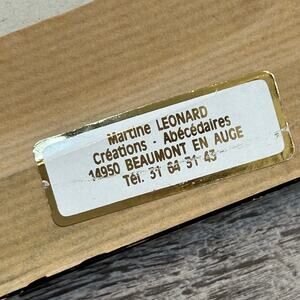 Martine LEONARD
Créations - Abécédaires
14950 BEAUMONT EN AUGE
Tél. 31 64 31 43